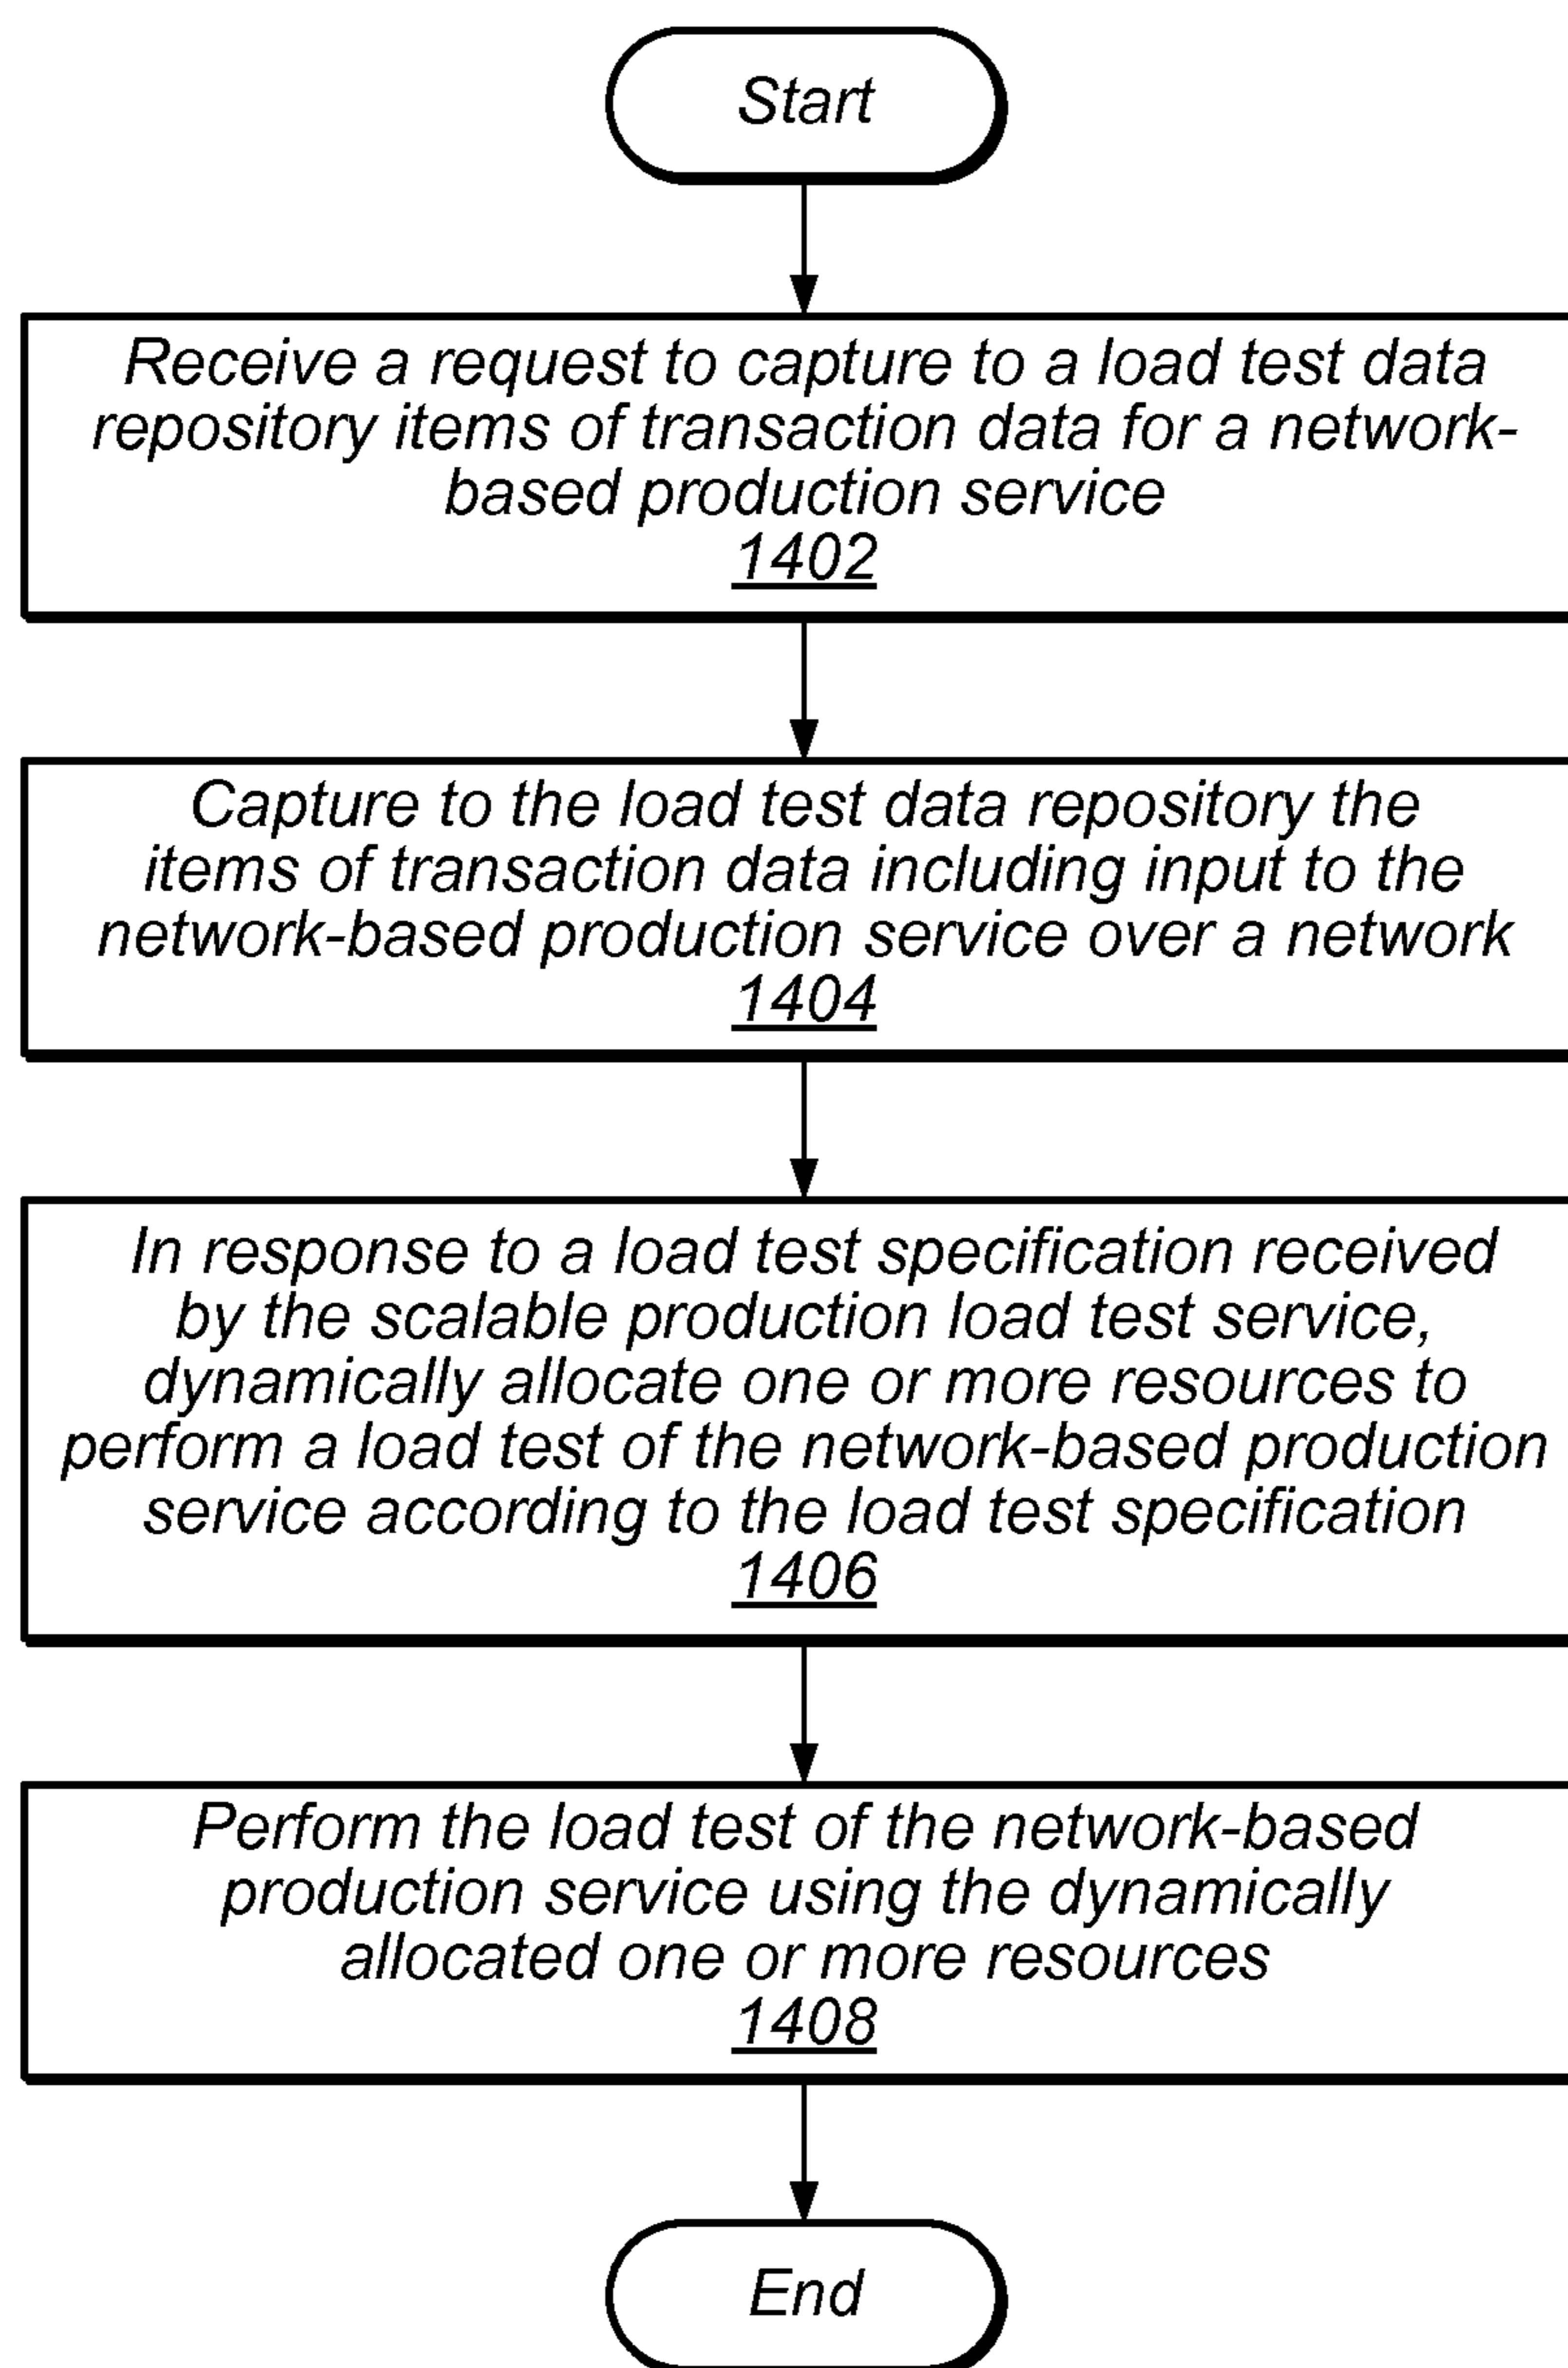 Start
Receive a request to capture to a load test data
repository items of transaction data for a network-
based production service
1402
Capture to the load test data repository the
items of transaction data including input to the
network-based production service over a network
1404
In response to a load test specification received
by the scalable production load test service,
dynamically allocate one or more resources to
perform a load test of the network-based production
service according to the load test specification
1406
Perform the load test of the network-based
production service using the dynamically
allocated one or more resources
1408
End